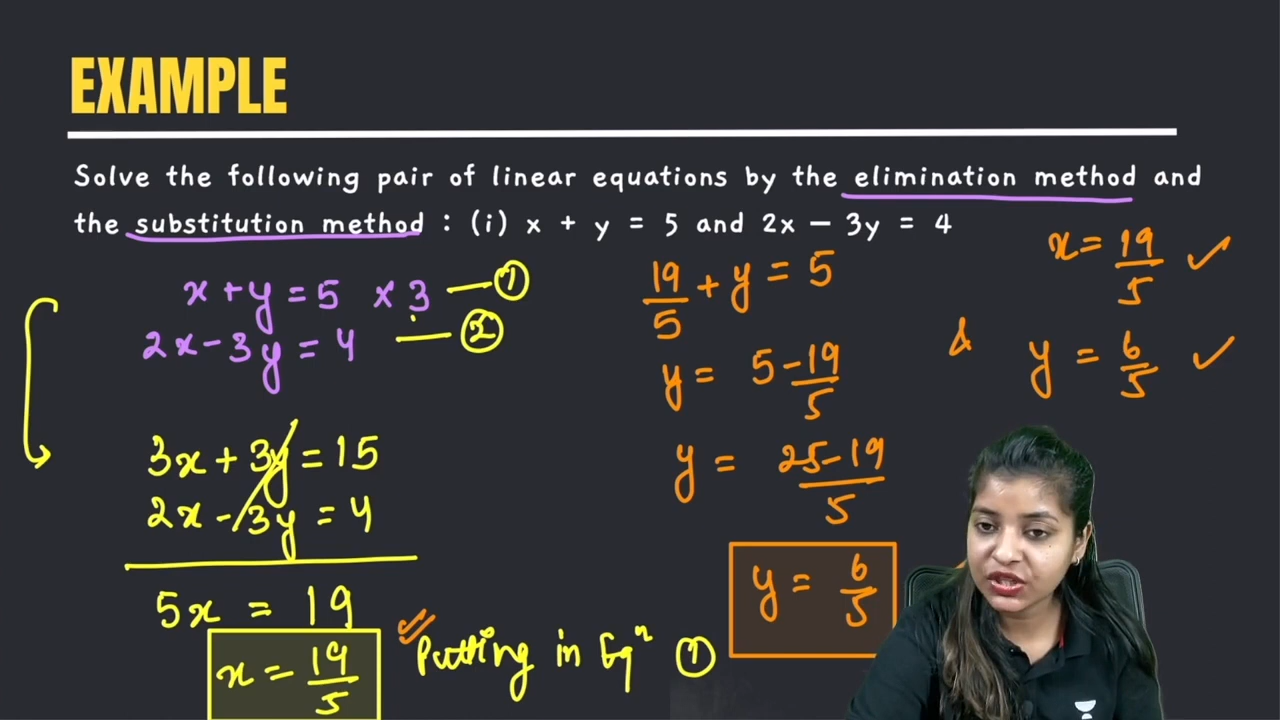 EXAMPLE
Solve the following pair of linear equations by the elimination method and
the substitution method : (i) x + y = 5 and 2x – 3y = 4
x + y = 5 × 3 — ①
2x - 3y = 4 — ②
3x + 3y = 15
2x - 3y = 4
5x = 19
x = 19/5
Putting in Eqⁿ ①
19/5 + y = 5
y = 5 - 19/5
y = 25-19/5
y = 6/5
x = 19/5 ✓
& y = 6/5 ✓